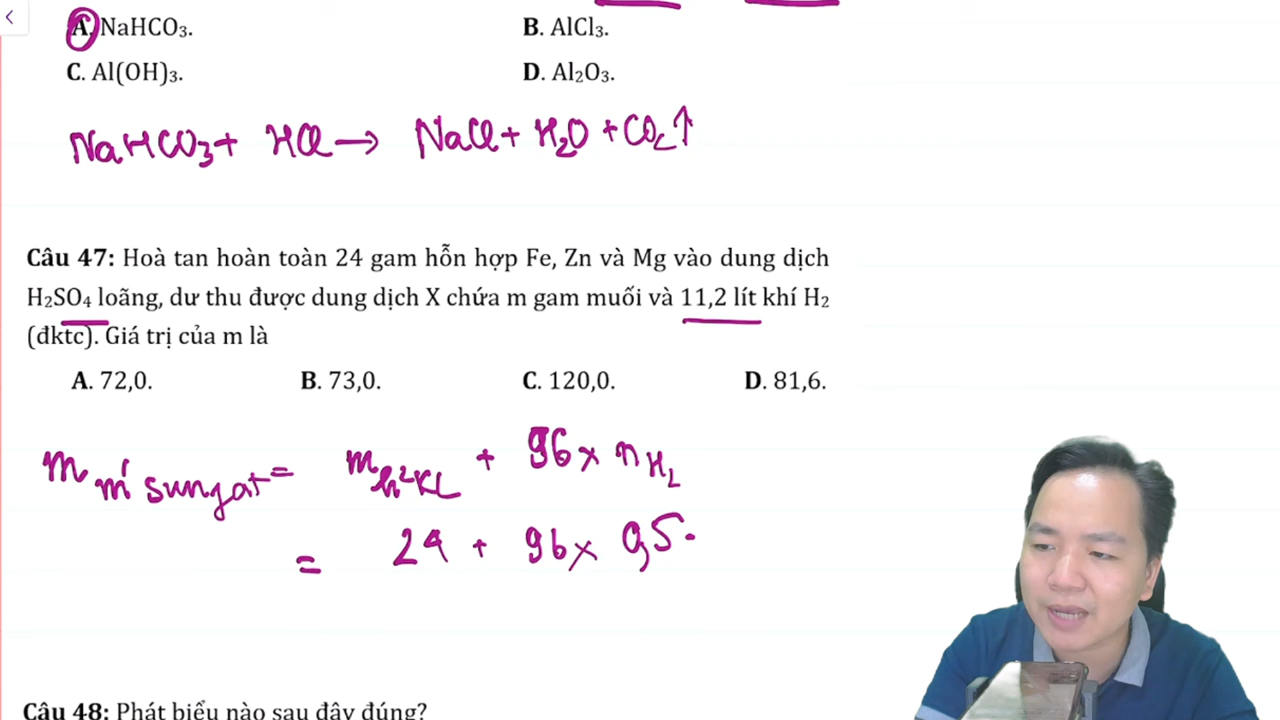 A. NaHCO₃. B. AlCl₃.
C. Al(OH)₃. D. Al₂O₃.
NaHCO₃ + HCl → NaCl + H₂O + CO₂↑
Câu 47: Hoà tan hoàn toàn 24 gam hỗn hợp Fe, Zn và Mg vào dung dịch
H₂SO₄ loãng, dư thu được dung dịch X chứa m gam muối và 11,2 lít khí H₂
(đktc). Giá trị của m là
A. 72,0. B. 73,0. C. 120,0. D. 81,6.
m m' sungat = m h² KL + 96 × n H₂
= 24 + 96 × 0,5.
Câu 48: Phát biểu nào sau đây đúng?